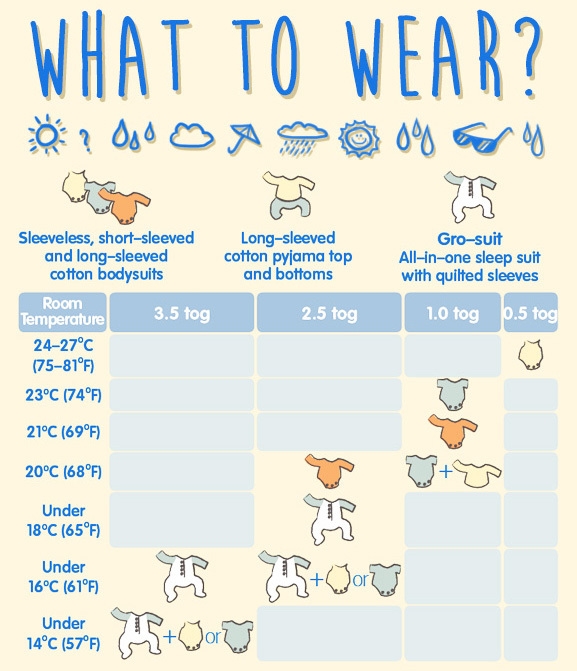 WHAT TO WEAR?
?
Sleeveless, short–sleeved
and long–sleeved
cotton bodysuits
Long–sleeved
cotton pyjama top
and bottoms
Gro–suit
All–in–one sleep suit
with quilted sleeves
Room
Temperature
3.5 tog
2.5 tog
1.0 tog
0.5 tog
24–27°C
(75–81°F)
23°C (74°F)
21°C (69°F)
20°C (68°F)
+
Under
18°C (65°F)
Under
16°C (61°F)
+ or
Under
14°C (57°F)
+ or